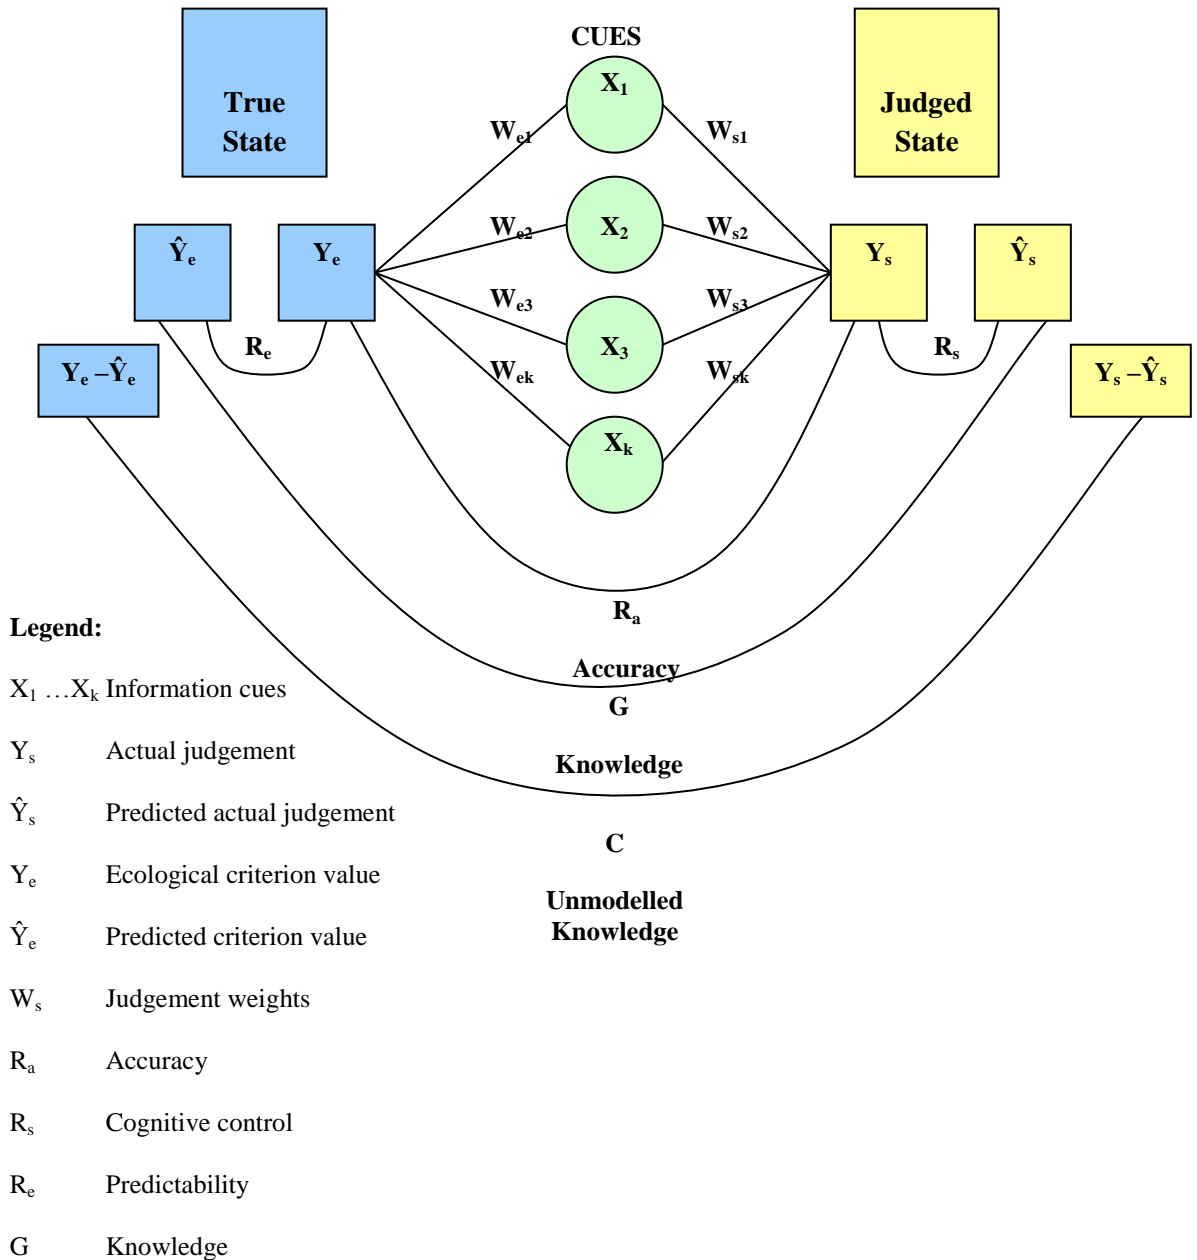 CUES
True
State
X₁
Judged
State
Wₑ₁
Wₛ₁
Ŷₑ
Yₑ
Wₑ₂
X₂
Wₛ₂
Yₛ
Ŷₛ
Wₑ₃
Wₛ₃
Rₑ
X₃
Rₛ
Yₑ –Ŷₑ
Wₑₖ
Wₛₖ
Yₛ –Ŷₛ
Xₖ
Rₐ
Accuracy
G
Knowledge
C
Unmodelled
Knowledge
Legend:
X₁ …Xₖ Information cues
Yₛ Actual judgement
Ŷₛ Predicted actual judgement
Yₑ Ecological criterion value
Ŷₑ Predicted criterion value
Wₛ Judgement weights
Rₐ Accuracy
Rₛ Cognitive control
Rₑ Predictability
G Knowledge